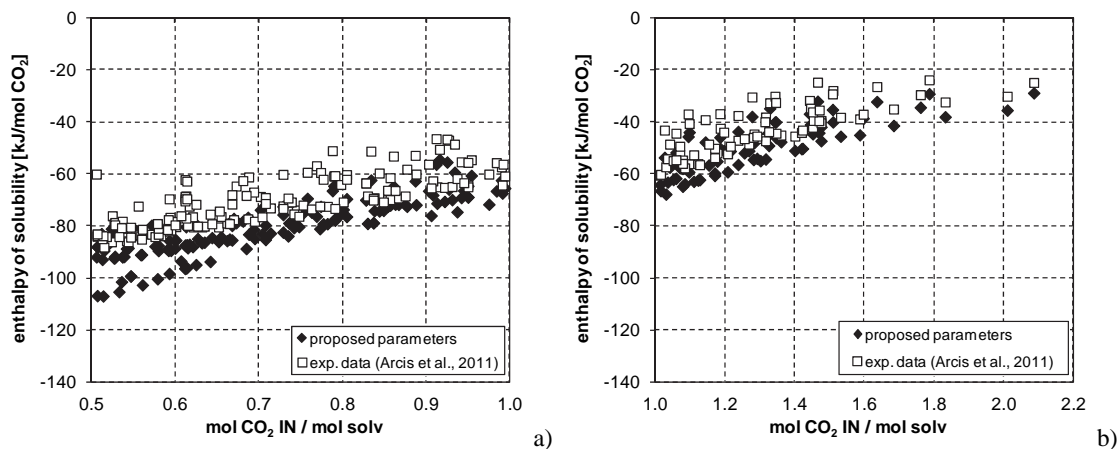 enthalpy of solubility [kJ/mol CO₂]
0
-20
-40
-60
-80
-100
-120
-140
◆ proposed parameters
□ exp. data (Arcis et al., 2011)
0.5 0.6 0.7 0.8 0.9 1.0
mol CO₂ IN / mol solv
a)
enthalpy of solubility [kJ/mol CO₂]
0
-20
-40
-60
-80
-100
-120
-140
◆ proposed parameters
□ exp. data (Arcis et al., 2011)
1.0 1.2 1.4 1.6 1.8 2.0 2.2
mol CO₂ IN / mol solv
b)